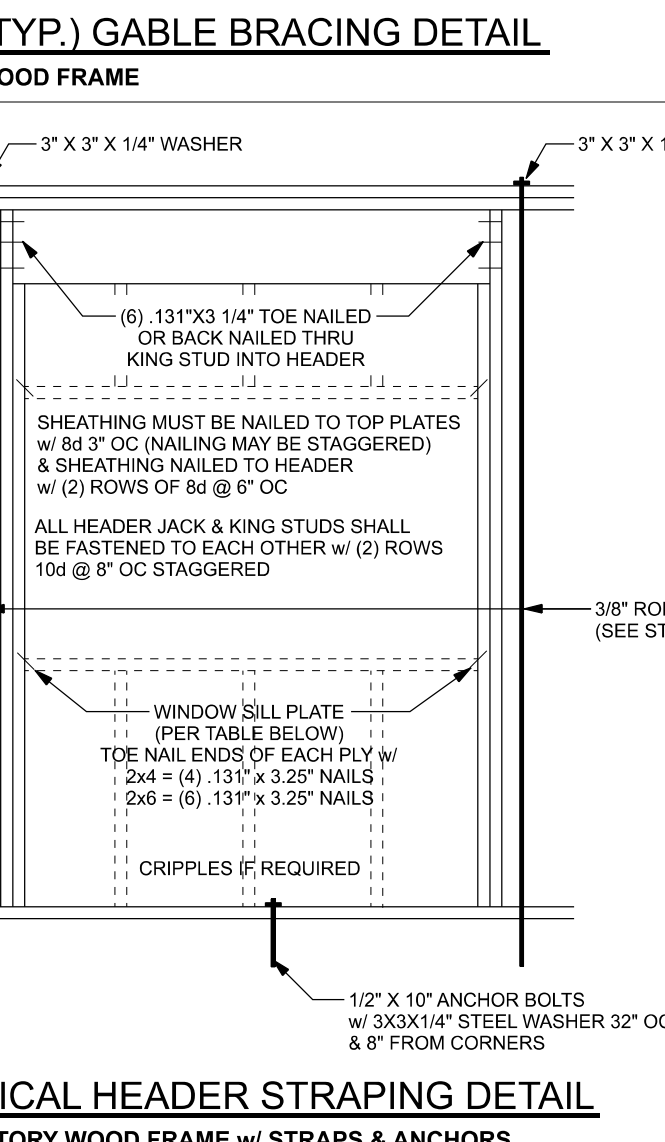 TYP.) GABLE BRACING DETAIL
OOD FRAME
3" X 3" X 1/4" WASHER
3" X 3" X 1
(6) .131"X3 1/4" TOE NAILED
OR BACK NAILED THRU
KING STUD INTO HEADER
SHEATHING MUST BE NAILED TO TOP PLATES
w/ 8d 3" OC (NAILING MAY BE STAGGERED)
& SHEATHING NAILED TO HEADER
w/ (2) ROWS OF 8d @ 6" OC
ALL HEADER JACK & KING STUDS SHALL
BE FASTENED TO EACH OTHER w/ (2) ROWS
10d @ 8" OC STAGGERED
3/8" ROD
(SEE ST
WINDOW SILL PLATE
(PER TABLE BELOW)
TOE NAIL ENDS OF EACH PLY w/
2x4 = (4) .131" x 3.25" NAILS
2x6 = (6) .131" x 3.25" NAILS
CRIPPLES IF REQUIRED
1/2" X 10" ANCHOR BOLTS
w/ 3X3X1/4" STEEL WASHER 32" OC
& 8" FROM CORNERS
ICAL HEADER STRAPING DETAIL
TORY WOOD FRAME w/ STRAPS & ANCHORS